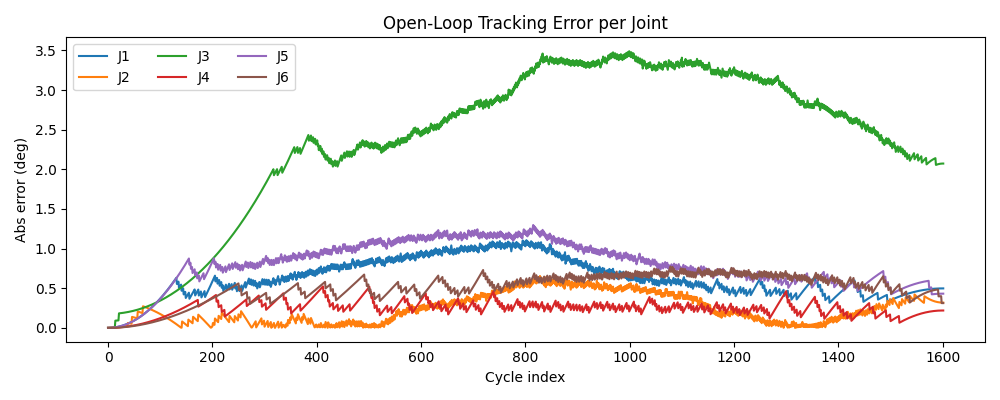 Open-Loop Tracking Error per Joint
J1 J3 J5
J2 J4 J6
Abs error (deg)
3.5
3.0
2.5
2.0
1.5
1.0
0.5
0.0
0 200 400 600 800 1000 1200 1400 1600
Cycle index